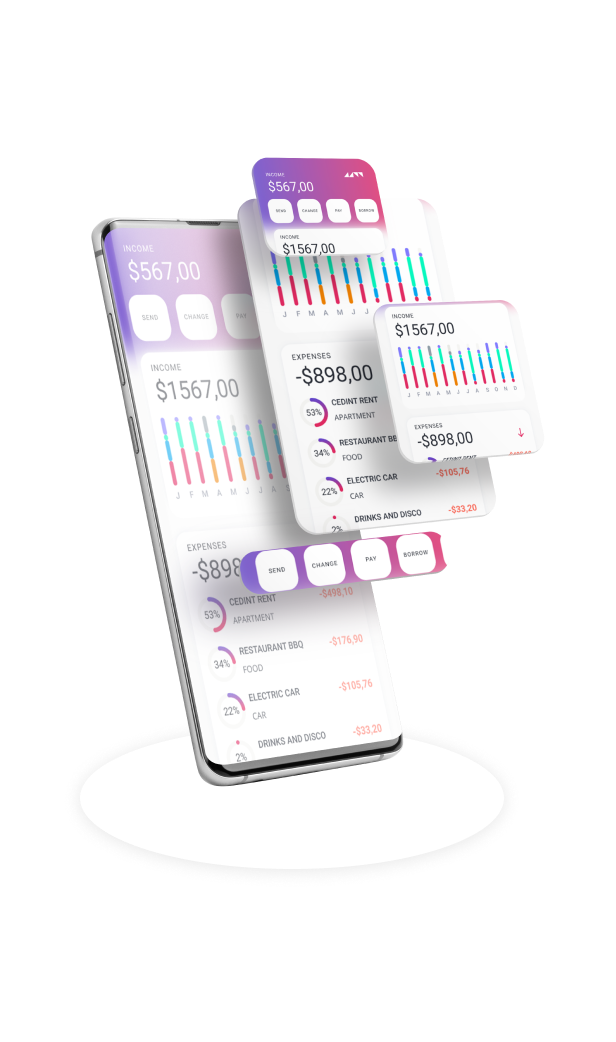 INCOME
$567,00
SEND
CHANGE
PAY
BORROW
INCOME
$1567,00
J F M A M J J
EXPENSES
-$898,00
53%
CEDINT RENT
APARTMENT
34%
RESTAURANT BB
FOOD
22%
ELECTRIC CAR
CAR
-$105,76
2%
DRINKS AND DISCO
-$33,20
INCOME
$1567,00
J F M A M J J A S O N D
EXPENSES
-$898,00
CEDINT RENT
SEND
CHANGE
PAY
BORROW
INCOME
$567,00
SEND
CHANGE
PAY
INCOME
$1567,00
J F M A M J J A S
EXPENSES
-$898
53%
CEDINT RENT
APARTMENT
-$498,10
34%
RESTAURANT BBQ
FOOD
-$176,90
22%
ELECTRIC CAR
CAR
-$105,76
2%
DRINKS AND DISCO
-$33,20